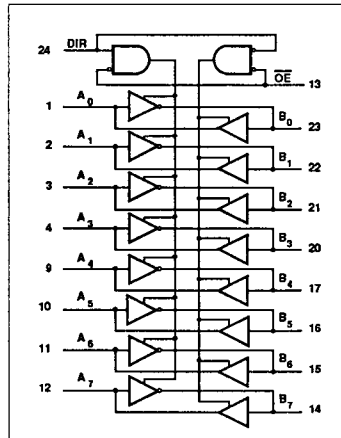 24 DIR
OE 13
1 A0
B0 23
2 A1
B1 22
3 A2
B2 21
4 A3
B3 20
9 A4
B4 17
10 A5
B5 16
11 A6
B6 15
12 A7
B7 14